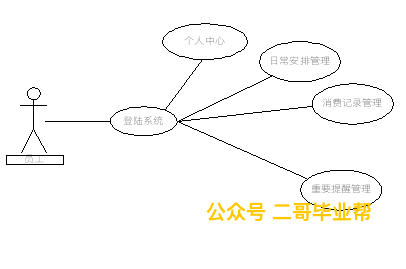 个人中心
日常安排管理
消费记录管理
登陆系统
员工
重要提醒管理
公众号 二哥毕业帮